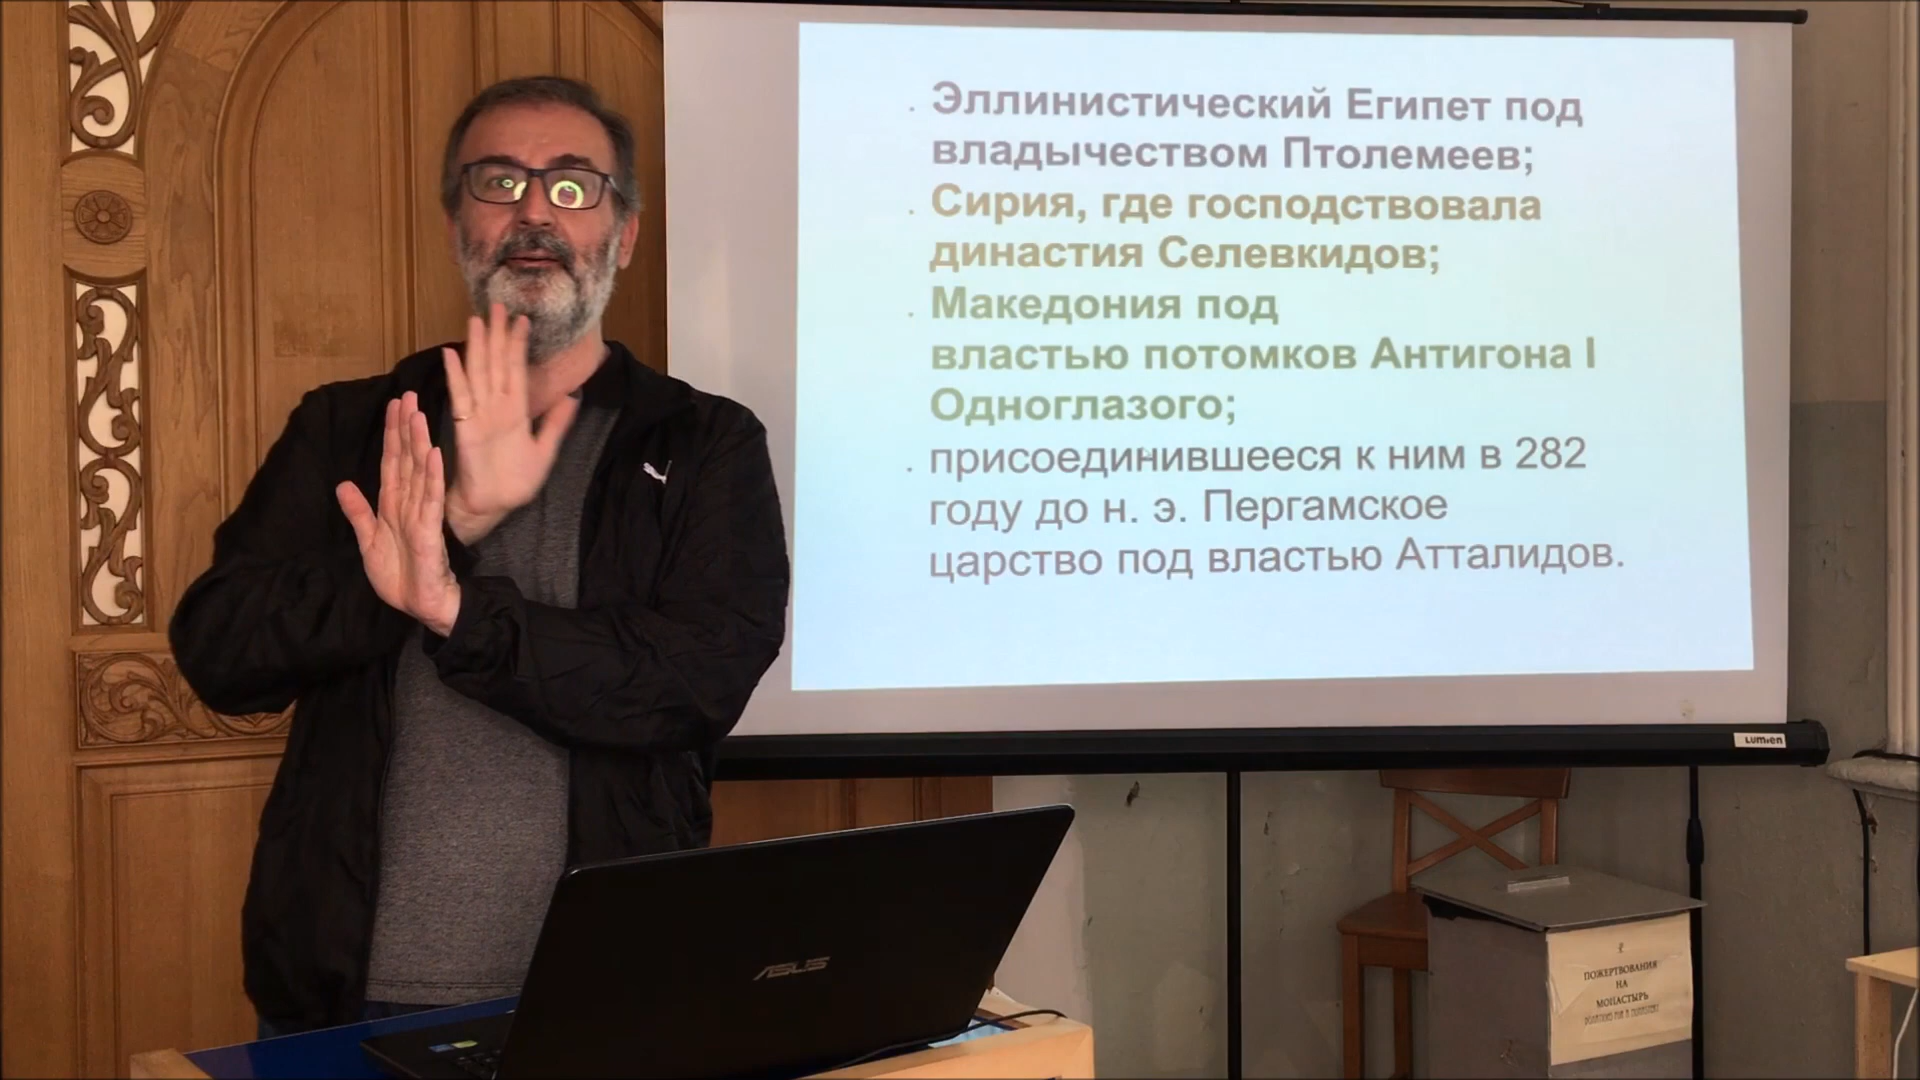 Эллинистический Египет под
владычеством Птолемеев;
Сирия, где господствовала
династия Селевкидов;
Македония под
властью потомков Антигона I
Одноглазого;
присоединившееся к ним в 282
году до н. э. Пергамское
царство под властью Атталидов.
Lumien
ASUS
ПОЖЕРТВОВАНИЯ
НА
МОНАСТЫРЬ